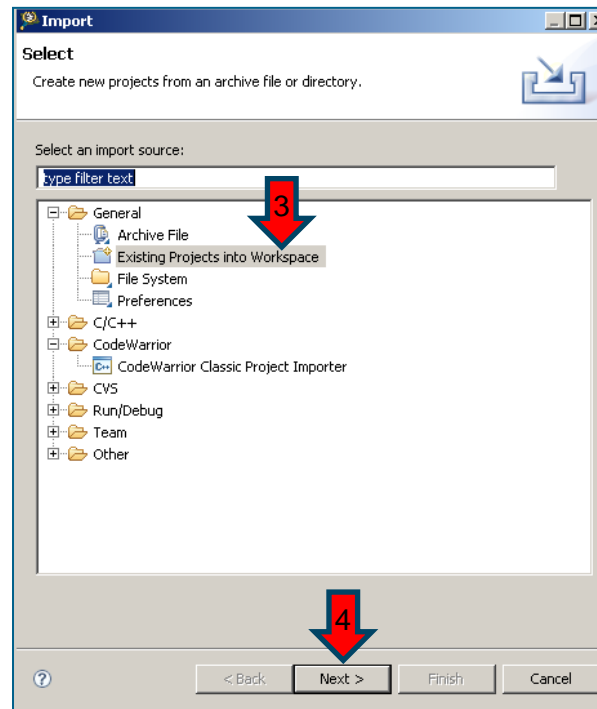 Import
Select
Create new projects from an archive file or directory.
Select an import source:
type filter text
3
General
Archive File
Existing Projects into Workspace
File System
Preferences
C/C++
CodeWarrior
C++ CodeWarrior Classic Project Importer
CVS
Run/Debug
Team
Other
4
? < Back Next > Finish Cancel